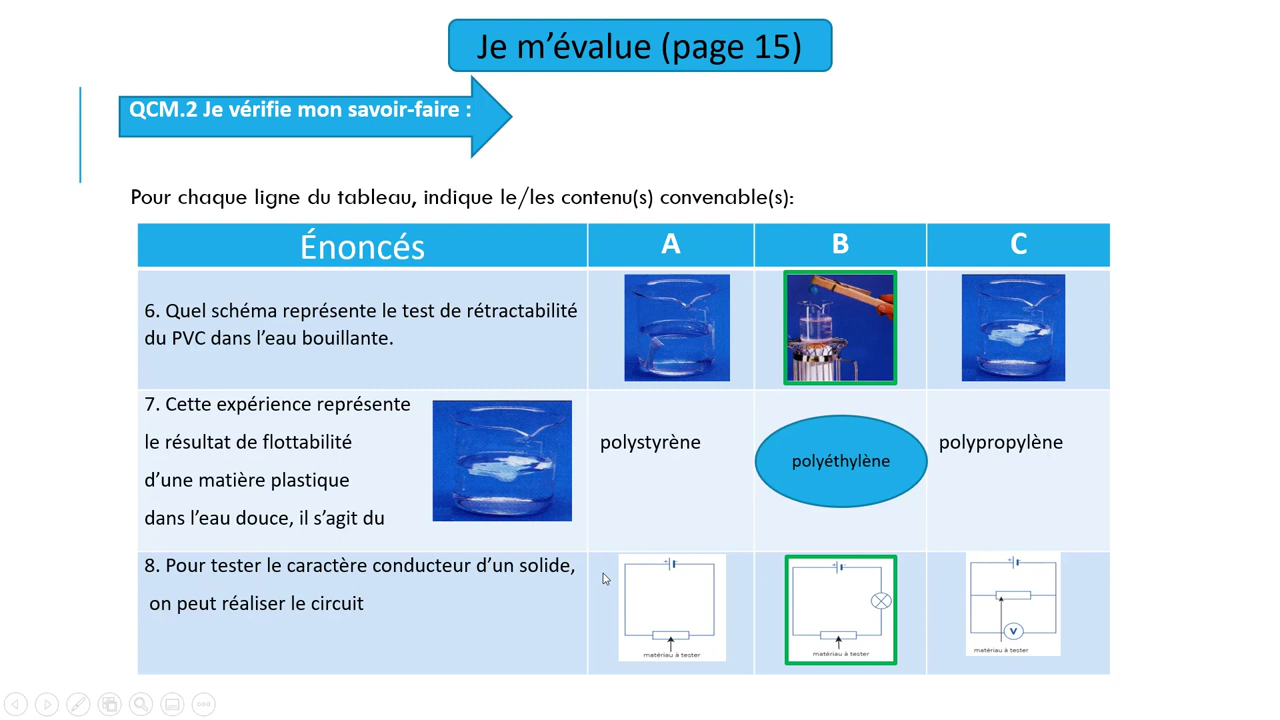 Je m'évalue (page 15)
QCM.2 Je vérifie mon savoir-faire :
Pour chaque ligne du tableau, indique le/les contenu(s) convenable(s):
Énoncés
A
B
C
6. Quel schéma représente le test de rétractabilité
du PVC dans l'eau bouillante.
7. Cette expérience représente
le résultat de flottabilité
d'une matière plastique
dans l'eau douce, il s'agit du
polystyrène
polyéthylène
polypropylène
8. Pour tester le caractère conducteur d'un solide,
on peut réaliser le circuit
+ -
matériau à tester
+ -
matériau à tester
+ -
V
matériau à tester